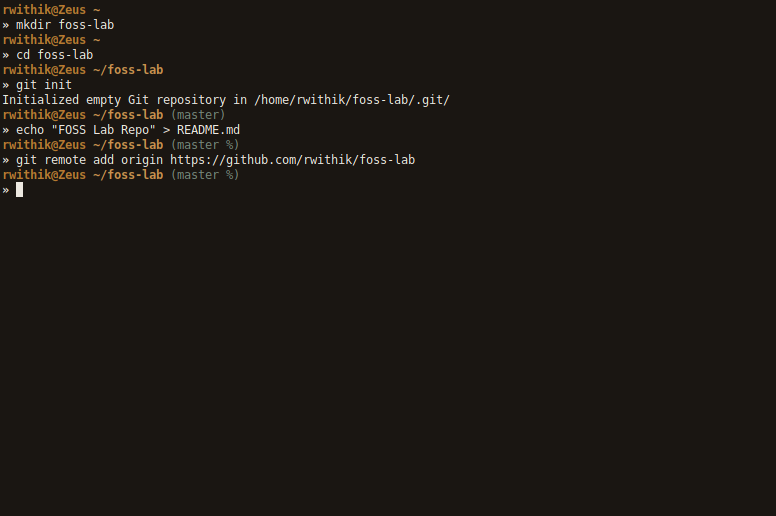 rwithik@Zeus ~
» mkdir foss-lab
rwithik@Zeus ~
» cd foss-lab
rwithik@Zeus ~/foss-lab
» git init
Initialized empty Git repository in /home/rwithik/foss-lab/.git/
rwithik@Zeus ~/foss-lab (master)
» echo "FOSS Lab Repo" > README.md
rwithik@Zeus ~/foss-lab (master %)
» git remote add origin https://github.com/rwithik/foss-lab
rwithik@Zeus ~/foss-lab (master %)
»